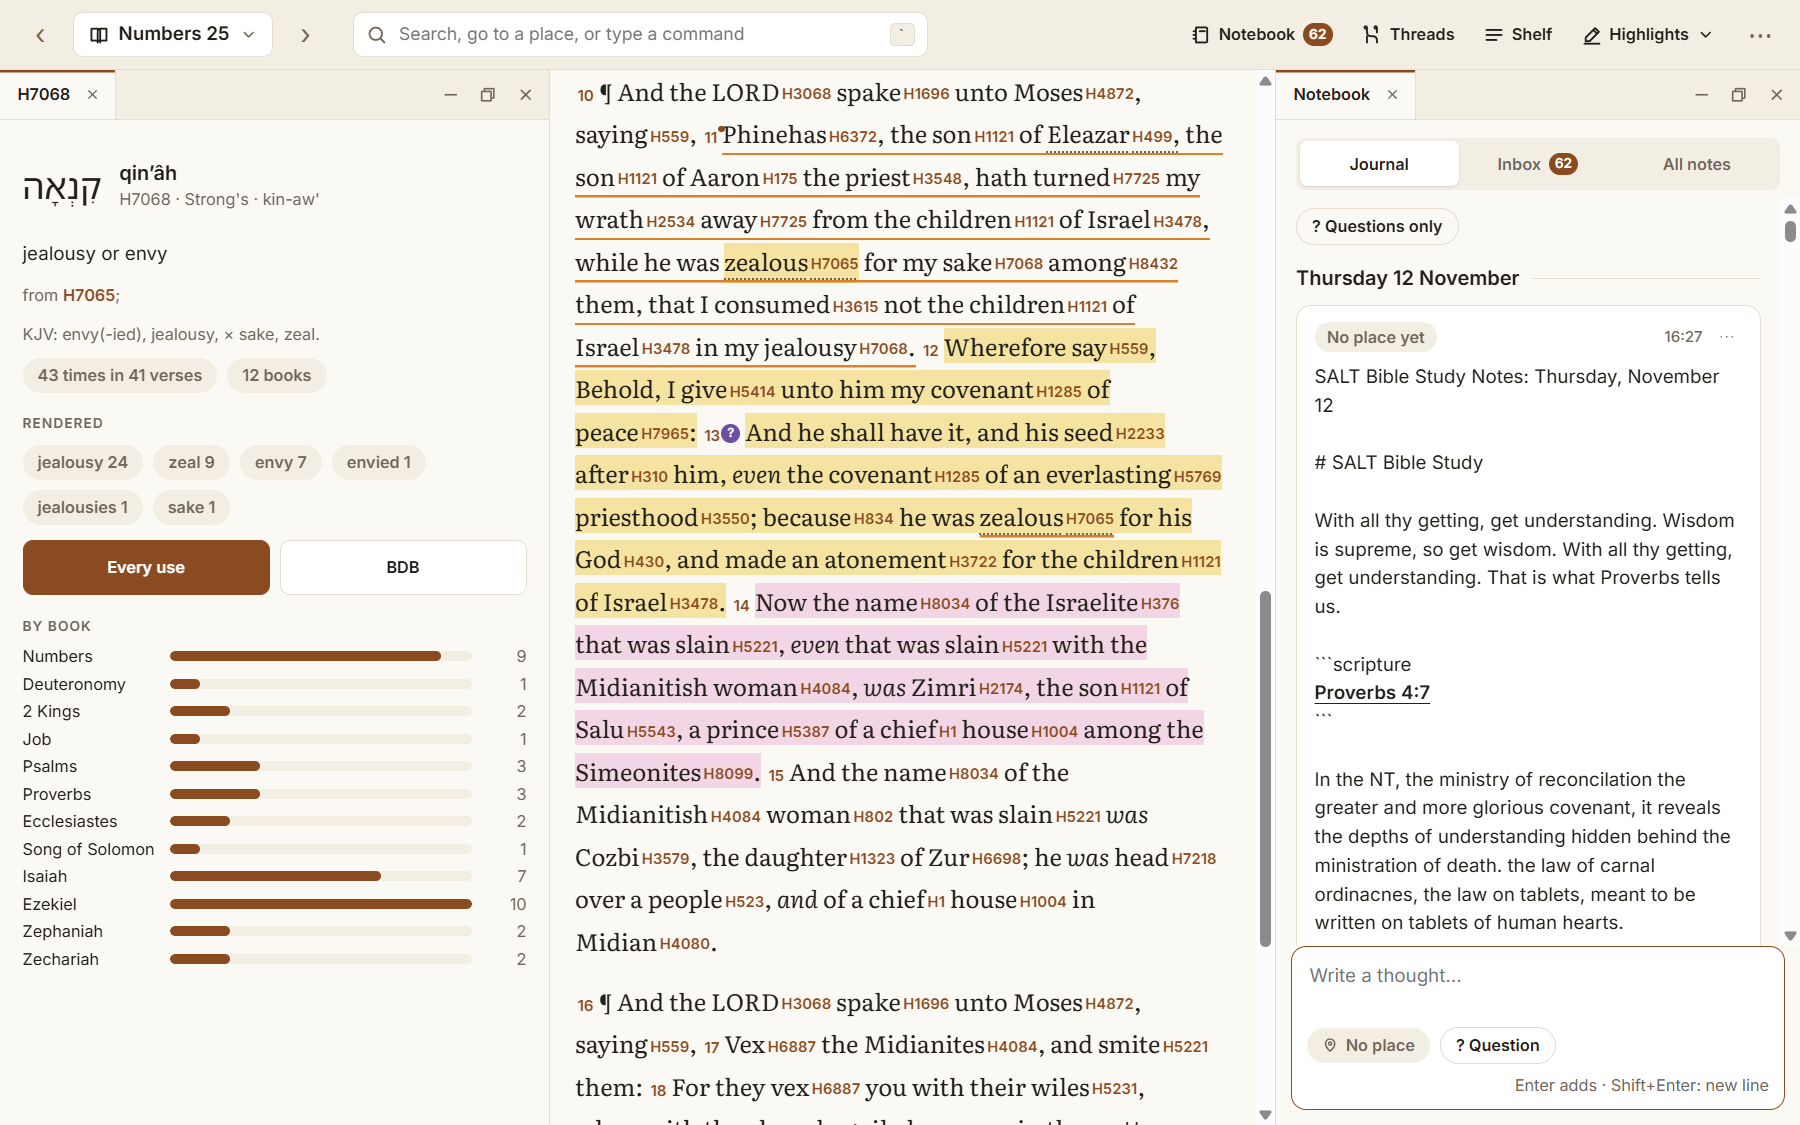 Numbers 25
Search, go to a place, or type a command `
Notebook 62
Threads
Shelf
Highlights
H7068
קִנְאָה
qin'âh
H7068 · Strong's · kin-aw'
jealousy or envy
from H7065;
KJV: envy(-ied), jealousy, × sake, zeal.
43 times in 41 verses 12 books
RENDERED
jealousy 24 zeal 9 envy 7 envied 1
jealousies 1 sake 1
Every use BDB
BY BOOK
Numbers 9
Deuteronomy 1
2 Kings 2
Job 1
Psalms 3
Proverbs 3
Ecclesiastes 2
Song of Solomon 1
Isaiah 7
Ezekiel 10
Zephaniah 2
Zechariah 2
10 ¶ And the LORD H3068 spake H1696 unto Moses H4872,
saying H559, 11 Phinehas H6372, the son H1121 of Eleazar H499, the
son H1121 of Aaron H175 the priest H3548, hath turned H7725 my
wrath H2534 away H7725 from the children H1121 of Israel H3478,
while he was zealous H7065 for my sake H7068 among H8432
them, that I consumed H3615 not the children H1121 of
Israel H3478 in my jealousy H7068. 12 Wherefore say H559,
Behold, I give H5414 unto him my covenant H1285 of
peace H7965: 13 ? And he shall have it, and his seed H2233
after H310 him, even the covenant H1285 of an everlasting H5769
priesthood H3550; because H834 he was zealous H7065 for his
God H430, and made an atonement H3722 for the children H1121
of Israel H3478. 14 Now the name H8034 of the Israelite H376
that was slain H5221, even that was slain H5221 with the
Midianitish woman H4084, was Zimri H2174, the son H1121 of
Salu H5543, a prince H5387 of a chief H1 house H1004 among the
Simeonites H8099. 15 And the name H8034 of the
Midianitish H4084 woman H802 that was slain H5221 was
Cozbi H3579, the daughter H1323 of Zur H6698; he was head H7218
over a people H523, and of a chief H1 house H1004 in
Midian H4080.
16 ¶ And the LORD H3068 spake H1696 unto Moses H4872,
saying H559, 17 Vex H6887 the Midianites H4084, and smite H5221
them: 18 For they vex H6887 you with their wiles H5231,
Notebook
Journal Inbox 62 All notes
? Questions only
Thursday 12 November
No place yet 16:27
SALT Bible Study Notes: Thursday, November
12
# SALT Bible Study
With all thy getting, get understanding. Wisdom
is supreme, so get wisdom. With all thy getting,
get understanding. That is what Proverbs tells
us.
```scripture
Proverbs 4:7
```
In the NT, the ministry of reconcilation the
greater and more glorious covenant, it reveals
the depths of understanding hidden behind the
ministration of death. the law of carnal
ordinacnes, the law on tablets, meant to be
written on tablets of human hearts.
Write a thought...
No place ? Question
Enter adds · Shift+Enter: new line